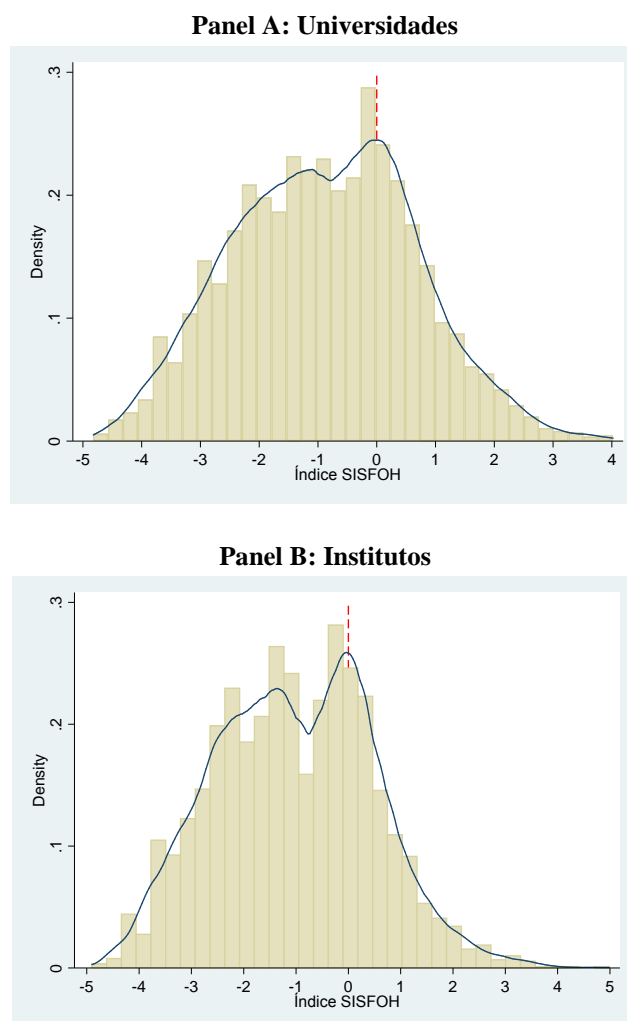 Panel A: Universidades
.3
.2
.1
0
Density
-5 -4 -3 -2 -1 0 1 2 3 4
Índice SISFOH
Panel B: Institutos
.3
.2
.1
0
Density
-5 -4 -3 -2 -1 0 1 2 3 4 5
Índice SISFOH